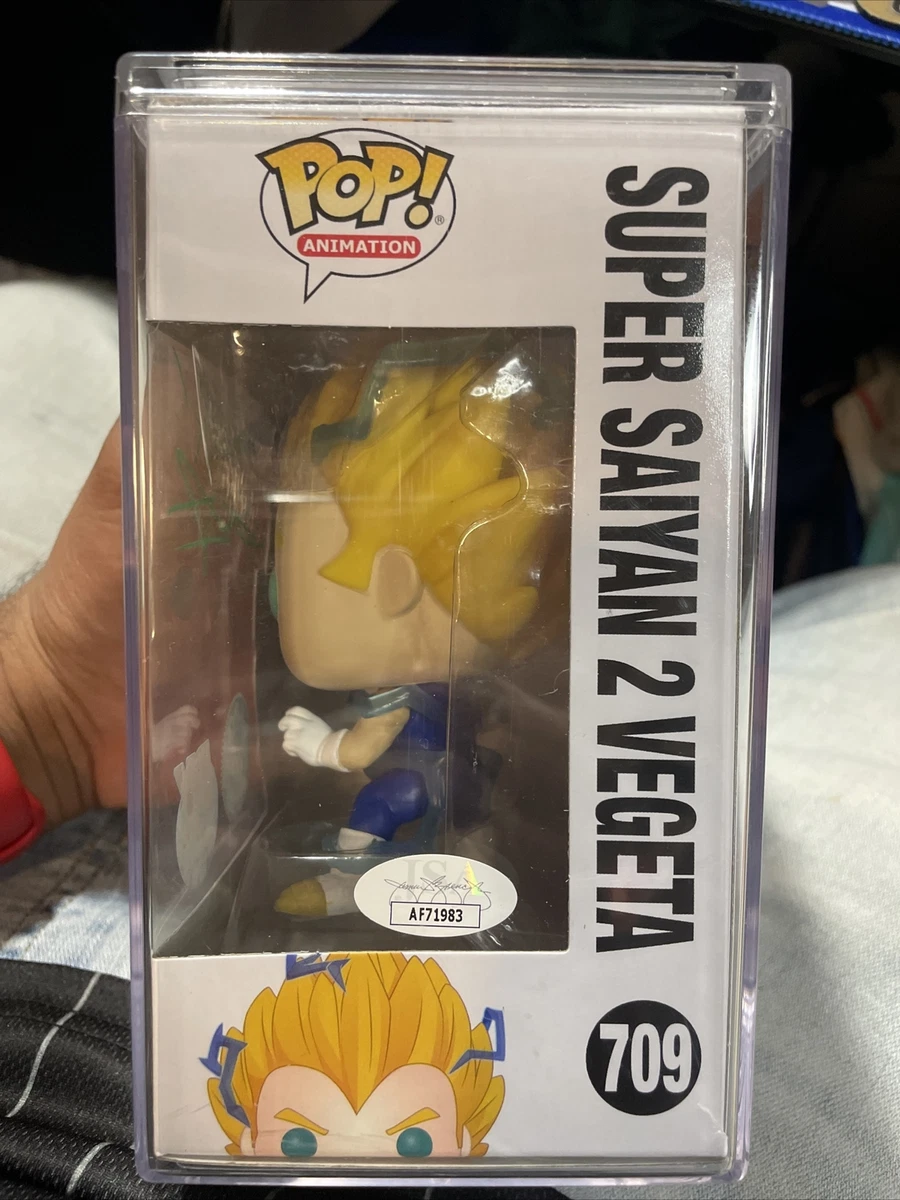 POP!®
ANIMATION
SUPER SAIYAN 2 VEGETA
709
JSA
AF71983